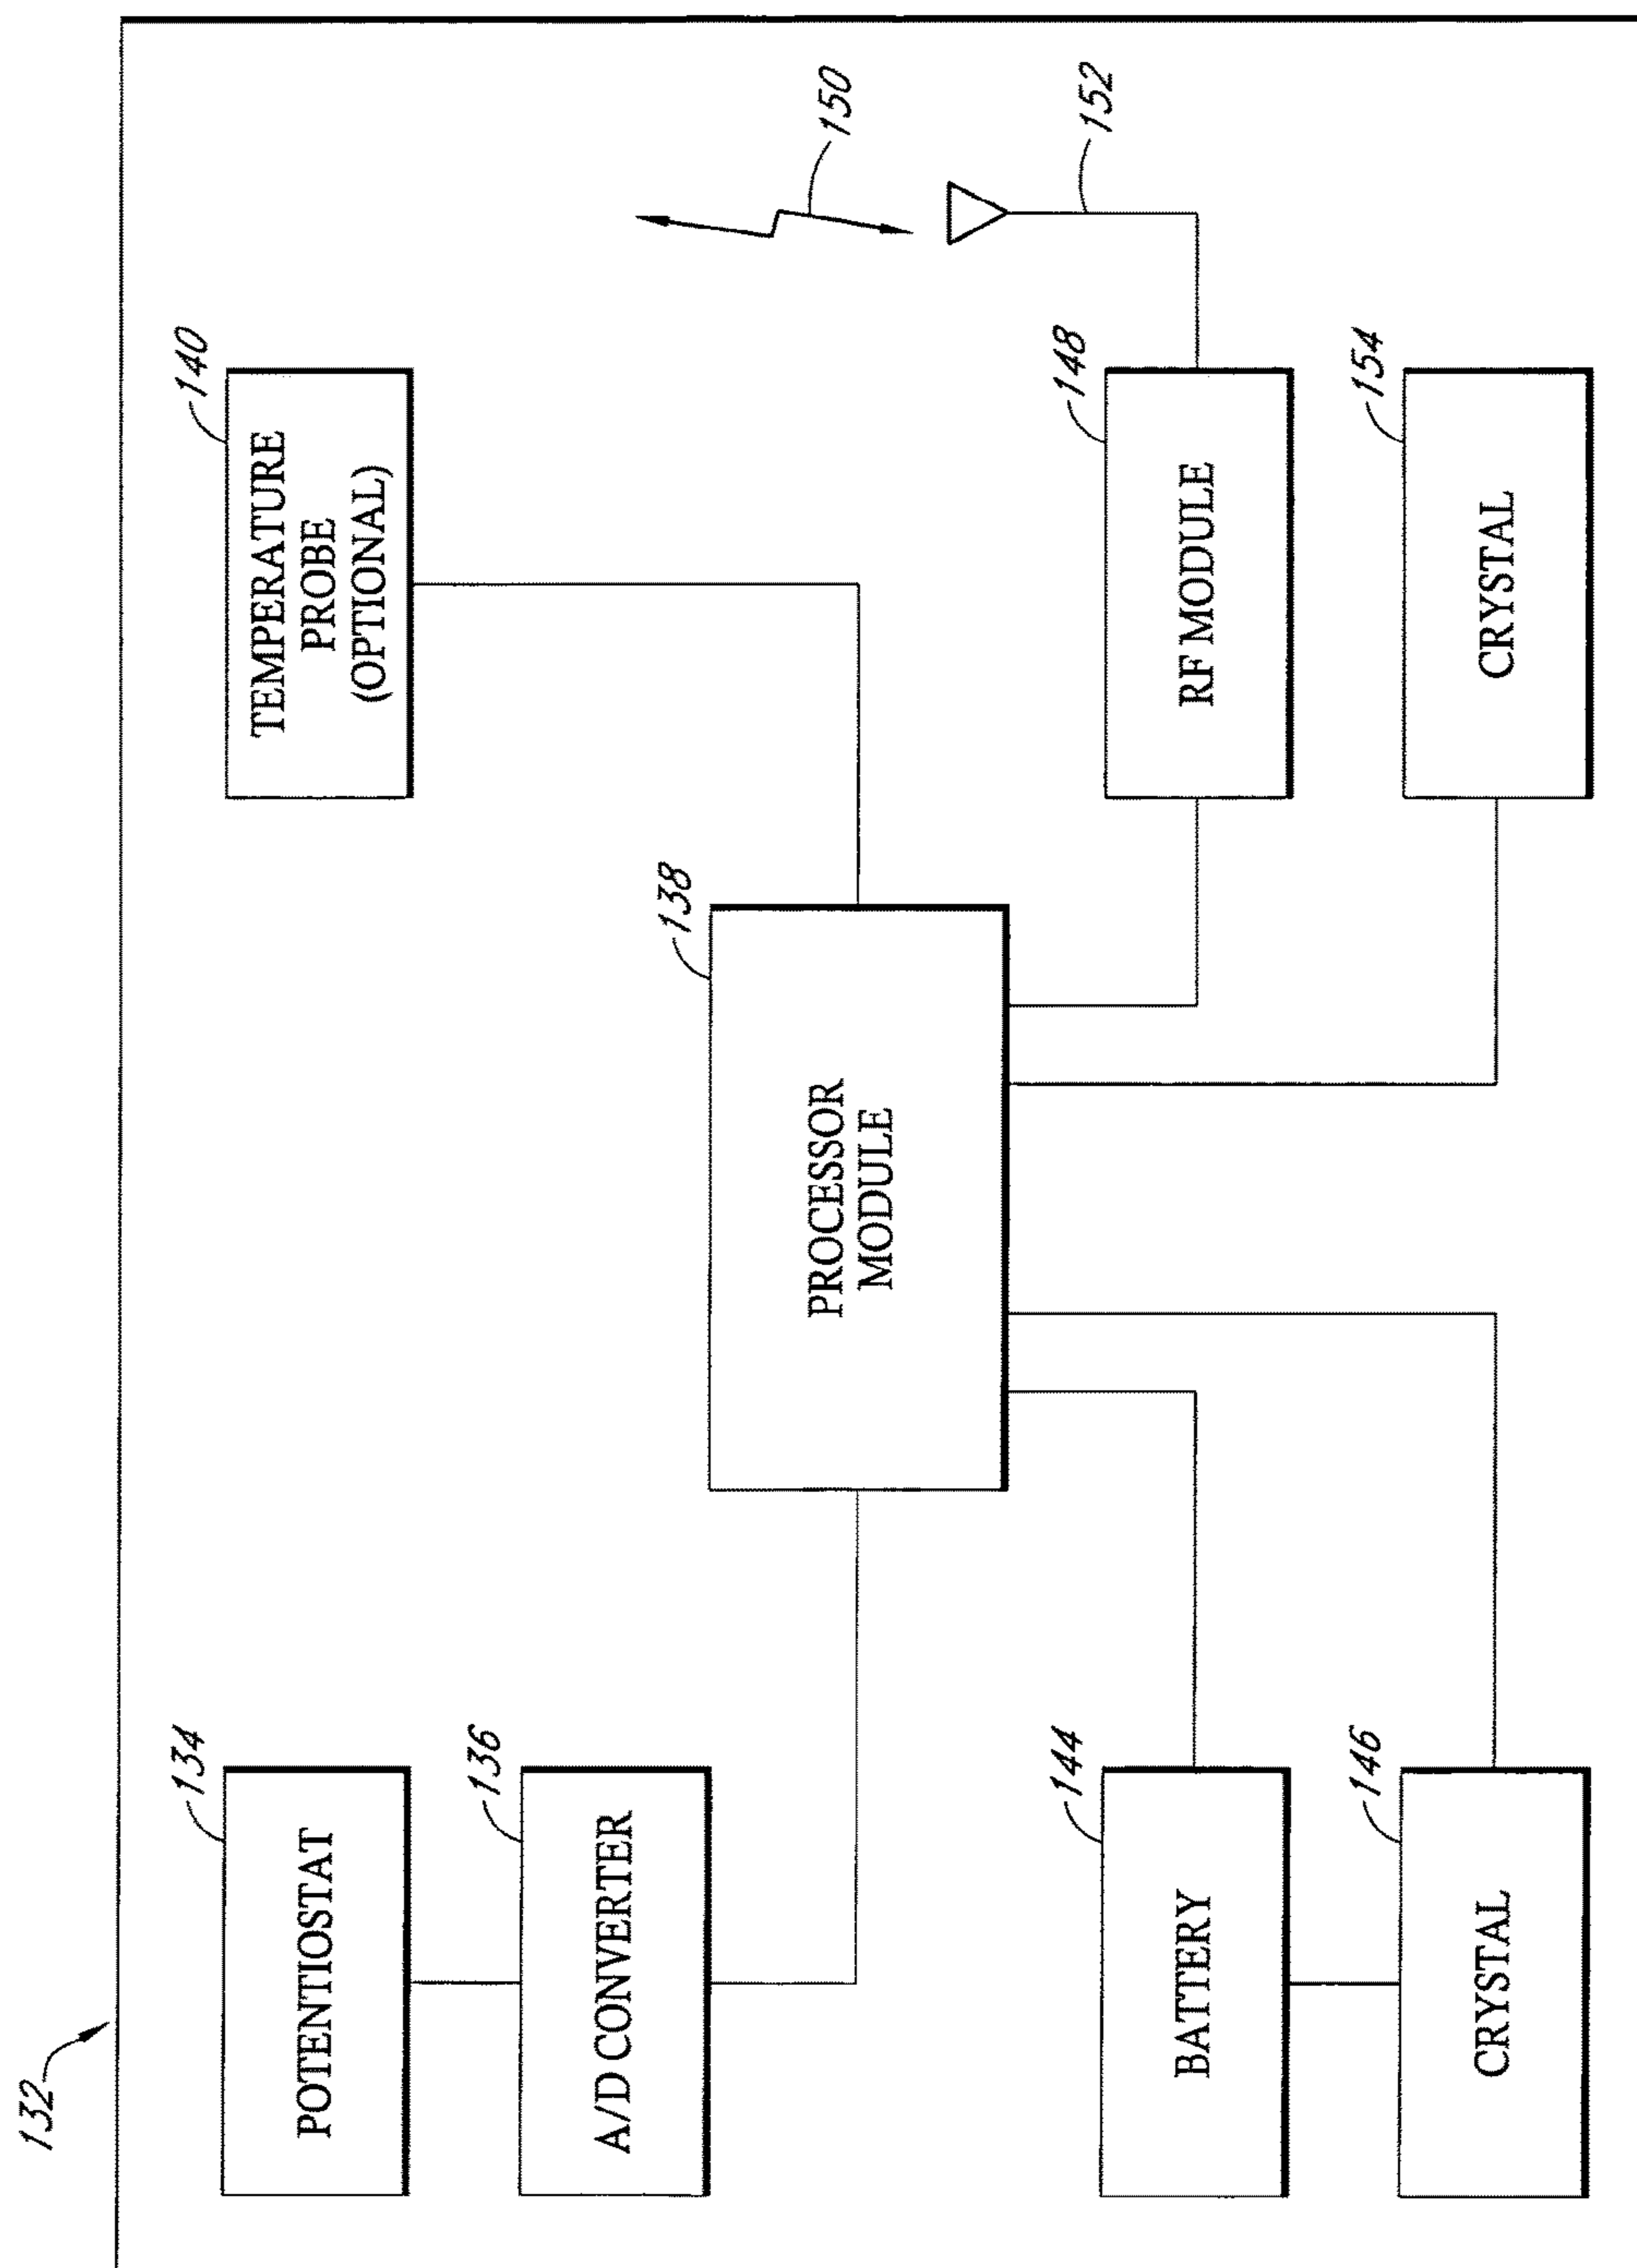 132
134
POTENTIOSTAT
136
A/D CONVERTER
140
TEMPERATURE
PROBE
(OPTIONAL)
138
PROCESSOR
MODULE
150
152
144
BATTERY
146
CRYSTAL
148
RF MODULE
154
CRYSTAL